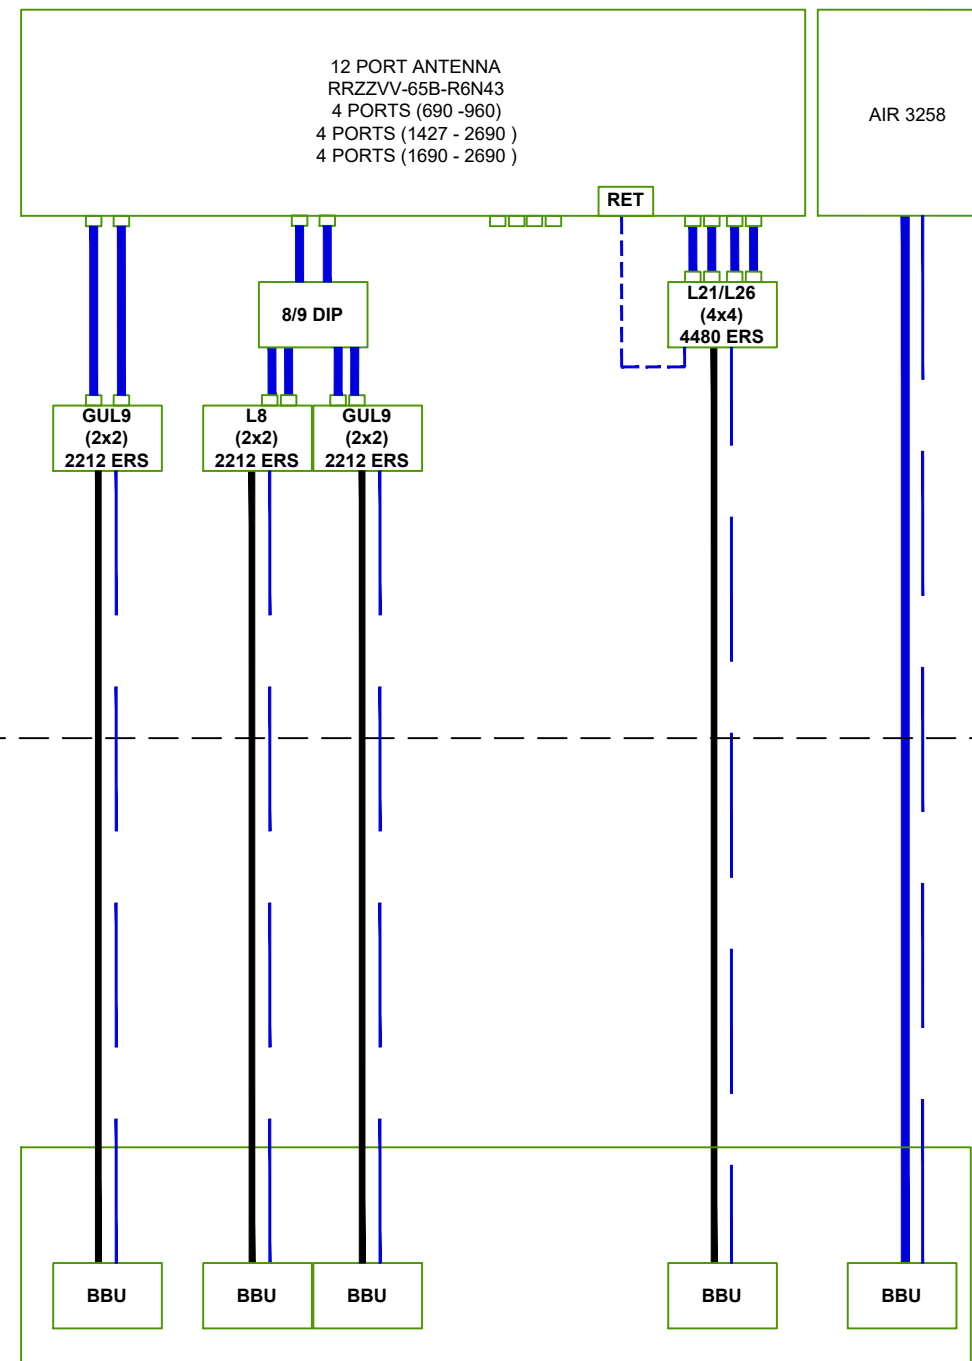 12 PORT ANTENNA
RRZZVV-65B-R6N43
4 PORTS (690 -960)
4 PORTS (1427 - 2690 )
4 PORTS (1690 - 2690 )
AIR 3258
RET
8/9 DIP
L21/L26
(4x4)
4480 ERS
GUL9
(2x2)
2212 ERS
L8
(2x2)
2212 ERS
GUL9
(2x2)
2212 ERS
BBU
BBU
BBU
BBU
BBU